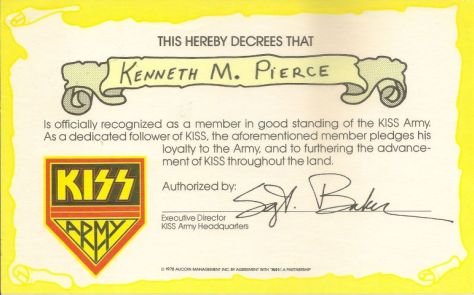 THIS HEREBY DECREES THAT
KENNETH M. PIERCE
Is officially recognized as a member in good standing of the KISS Army.
As a dedicated follower of KISS, the aforementioned member pledges his
loyalty to the Army, and to furthering the advance-
ment of KISS throughout the land.
KISS
ARMY
Authorized by:
Sgt. Baker
Executive Director
KISS Army Headquarters
© 1978 AUCOIN MANAGEMENT INC. BY AGREEMENT WITH "KISS", A PARTNERSHIP